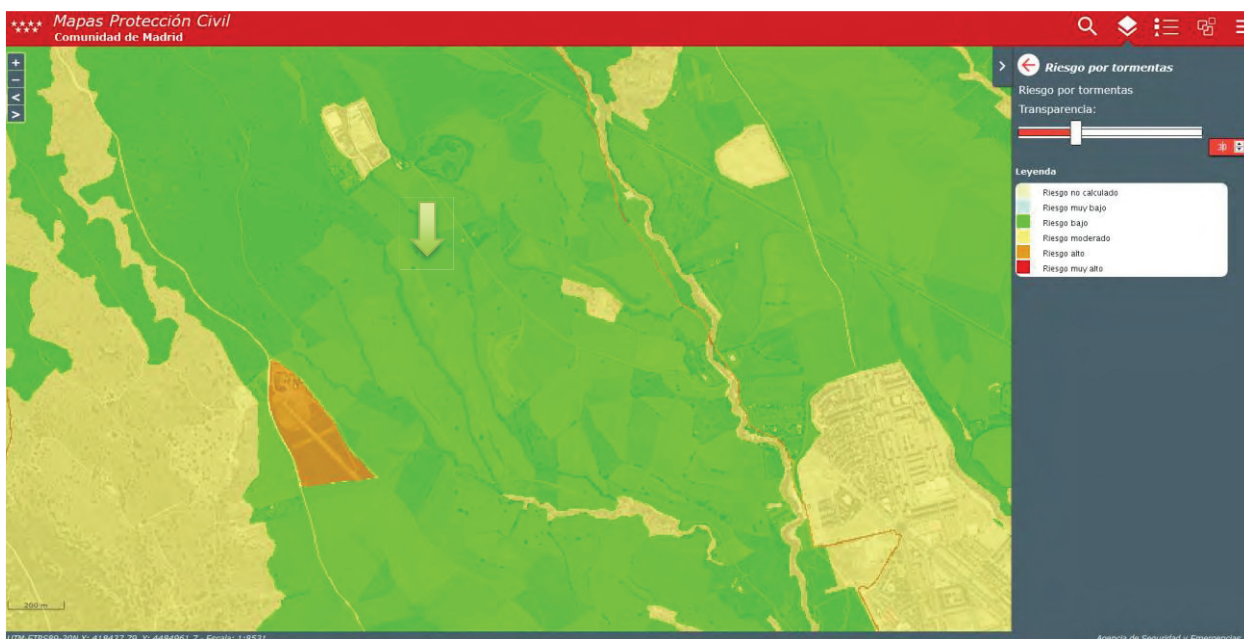 Mapas Protección Civil
Comunidad de Madrid
+
−
<
>
>
Riesgo por tormentas
Riesgo por tormentas
Transparencia:
30
Leyenda
Riesgo no calculado
Riesgo muy bajo
Riesgo bajo
Riesgo moderado
Riesgo alto
Riesgo muy alto
200 m
Agencia de Seguridad y Emergencias